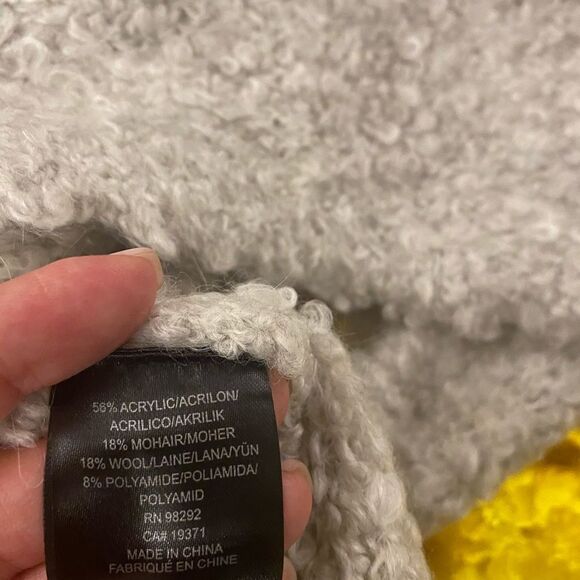 56% ACRYLIC/ACRILON/
ACRILICO/AKRILIK
18% MOHAIR/MOHER
18% WOOL/LAINE/LANA/YÜN
8% POLYAMIDE/POLIAMIDA/
POLYAMID
RN 98292
CA# 19371
MADE IN CHINA
FABRIQUÉ EN CHINE